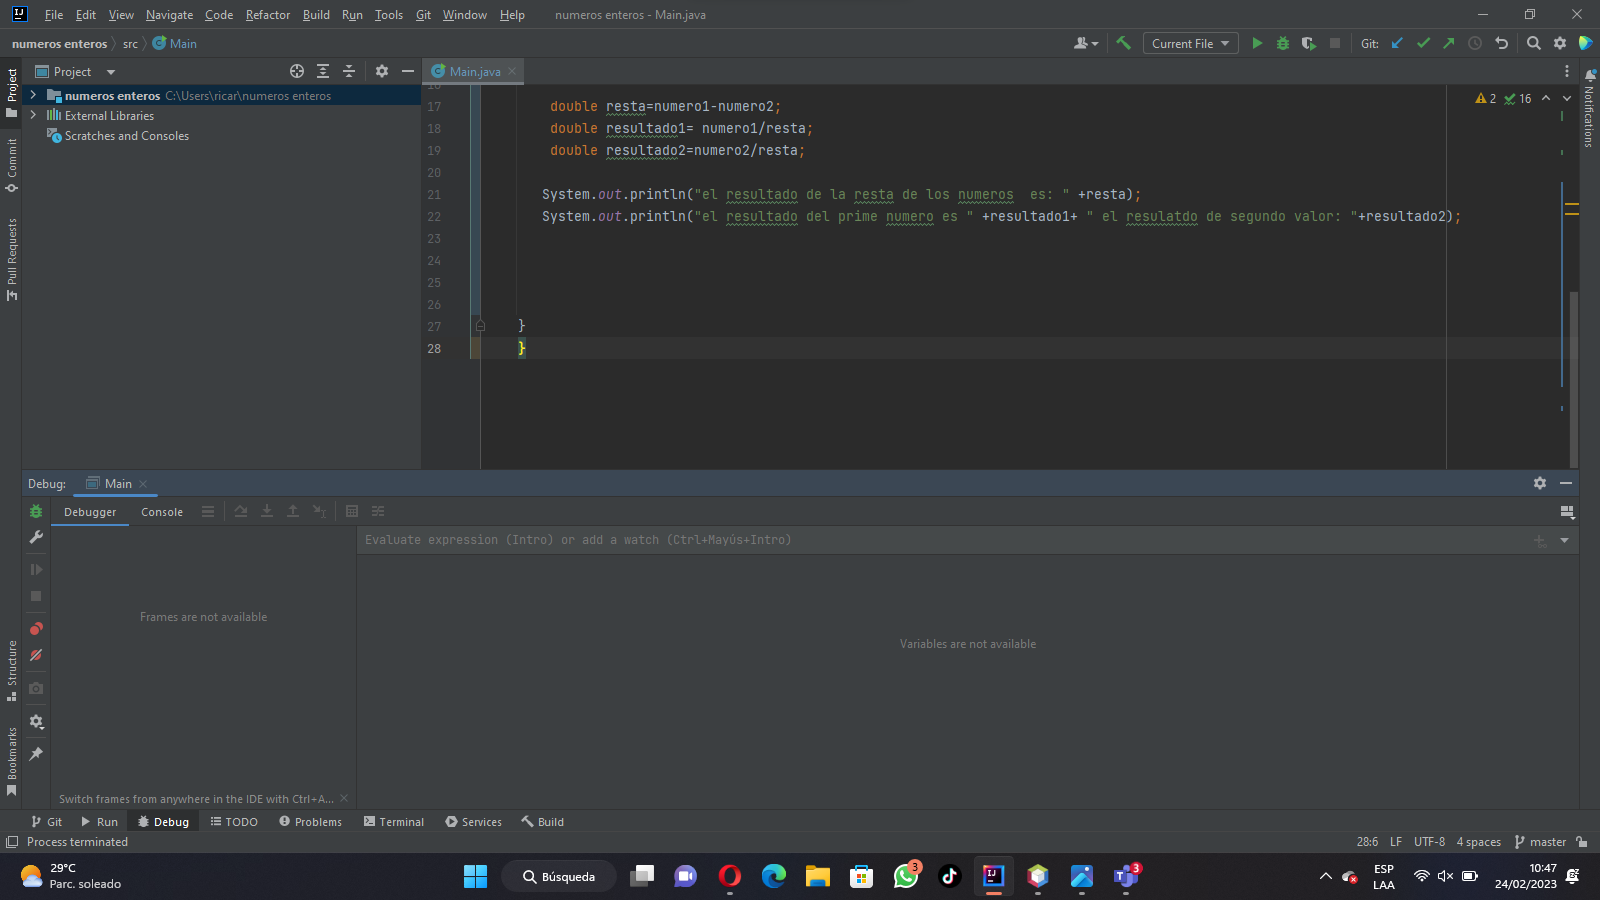 File Edit View Navigate Code Refactor Build Run Tools Git Window Help numeros enteros - Main.java
numeros enteros src Main Current File Git:
Project Main.java
numeros enteros C:\Users\ricar\numeros enteros
External Libraries
Scratches and Consoles
Project
Commit
Pull Requests
Structure
Bookmarks
Notifications
2 16
17 double resta=numero1-numero2;
18 double resultado1= numero1/resta;
19 double resultado2=numero2/resta;
20
21 System.out.println("el resultado de la resta de los numeros  es: " +resta);
22 System.out.println("el resultado del prime numero es " +resultado1+ " el resulatdo de segundo valor: "+resultado2);
23
24
25
26
27 }
28 }
Debug: Main
Debugger Console
Evaluate expression (Intro) or add a watch (Ctrl+Mayús+Intro)
Frames are not available
Variables are not available
Switch frames from anywhere in the IDE with Ctrl+A...
Git Run Debug TODO Problems Terminal Services Build
Process terminated 28:6 LF UTF-8 4 spaces master
29°C
Parc. soleado
Búsqueda
3
3
ESP
LAA
10:47
24/02/2023